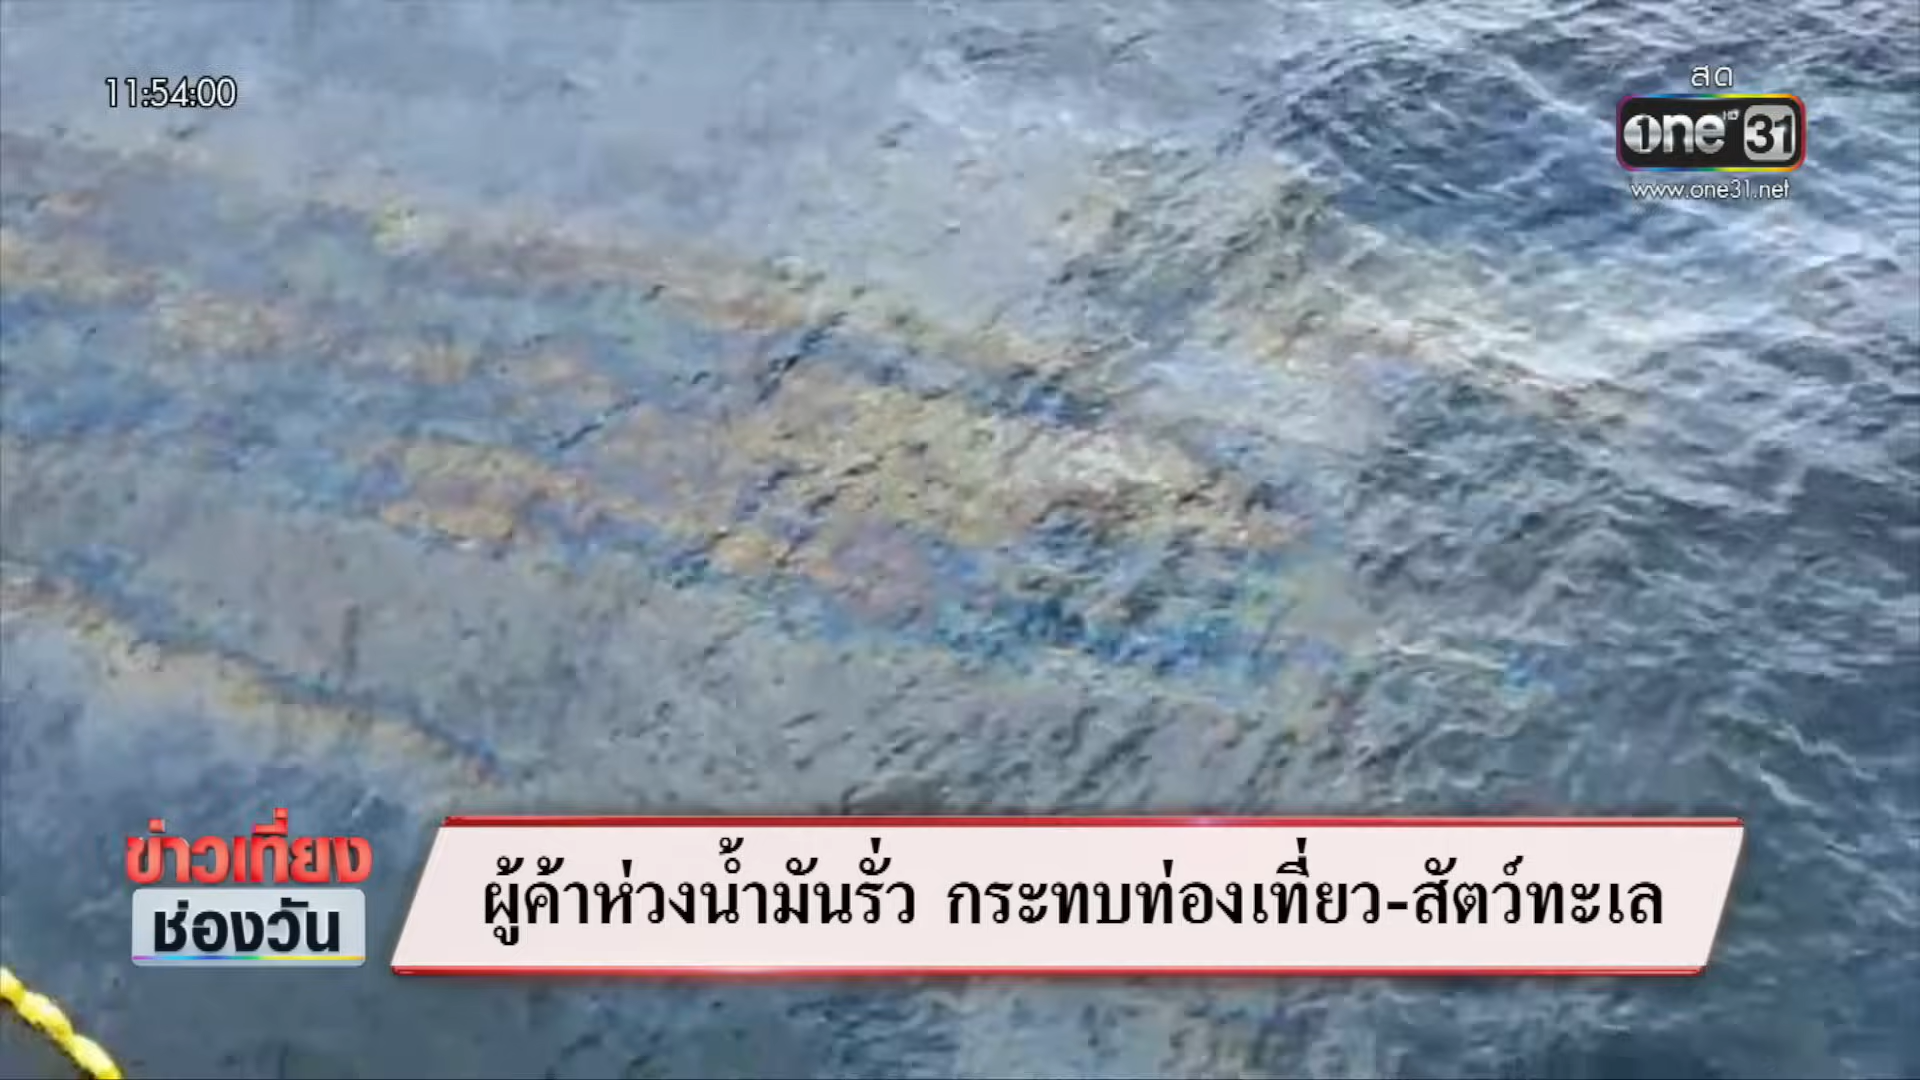 11:54:00
สด
one HD 31
www.one31.net
ข่าวเที่ยง
ช่องวัน
ผู้ค้าห่วงน้ำมันรั่ว กระทบท่องเที่ยว-สัตว์ทะเล